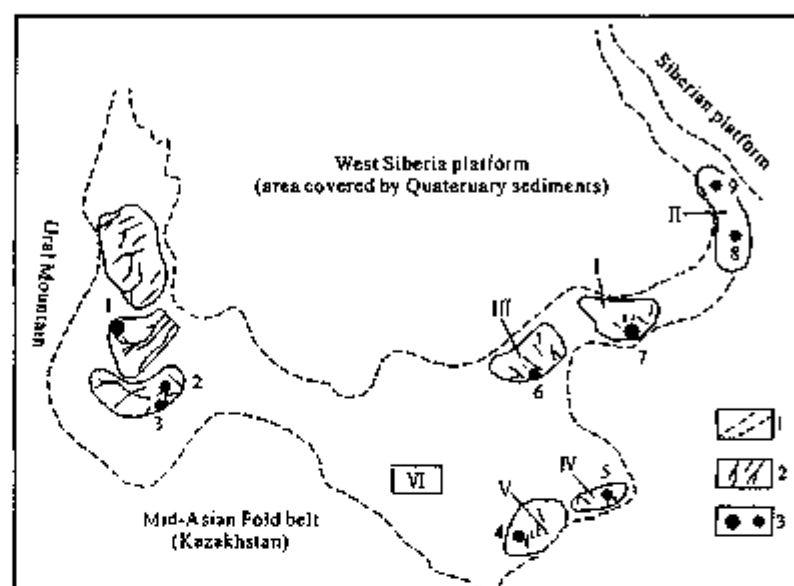 Siberian platform
West Siberia platform
(area covered by Quateruary sediments)
Ural Mountain
9
II
8
I
1
III
7
2
6
3
1
IV
5
VI
2
V
4
3
Mid-Asian Fold belt
(Kazakhstan)